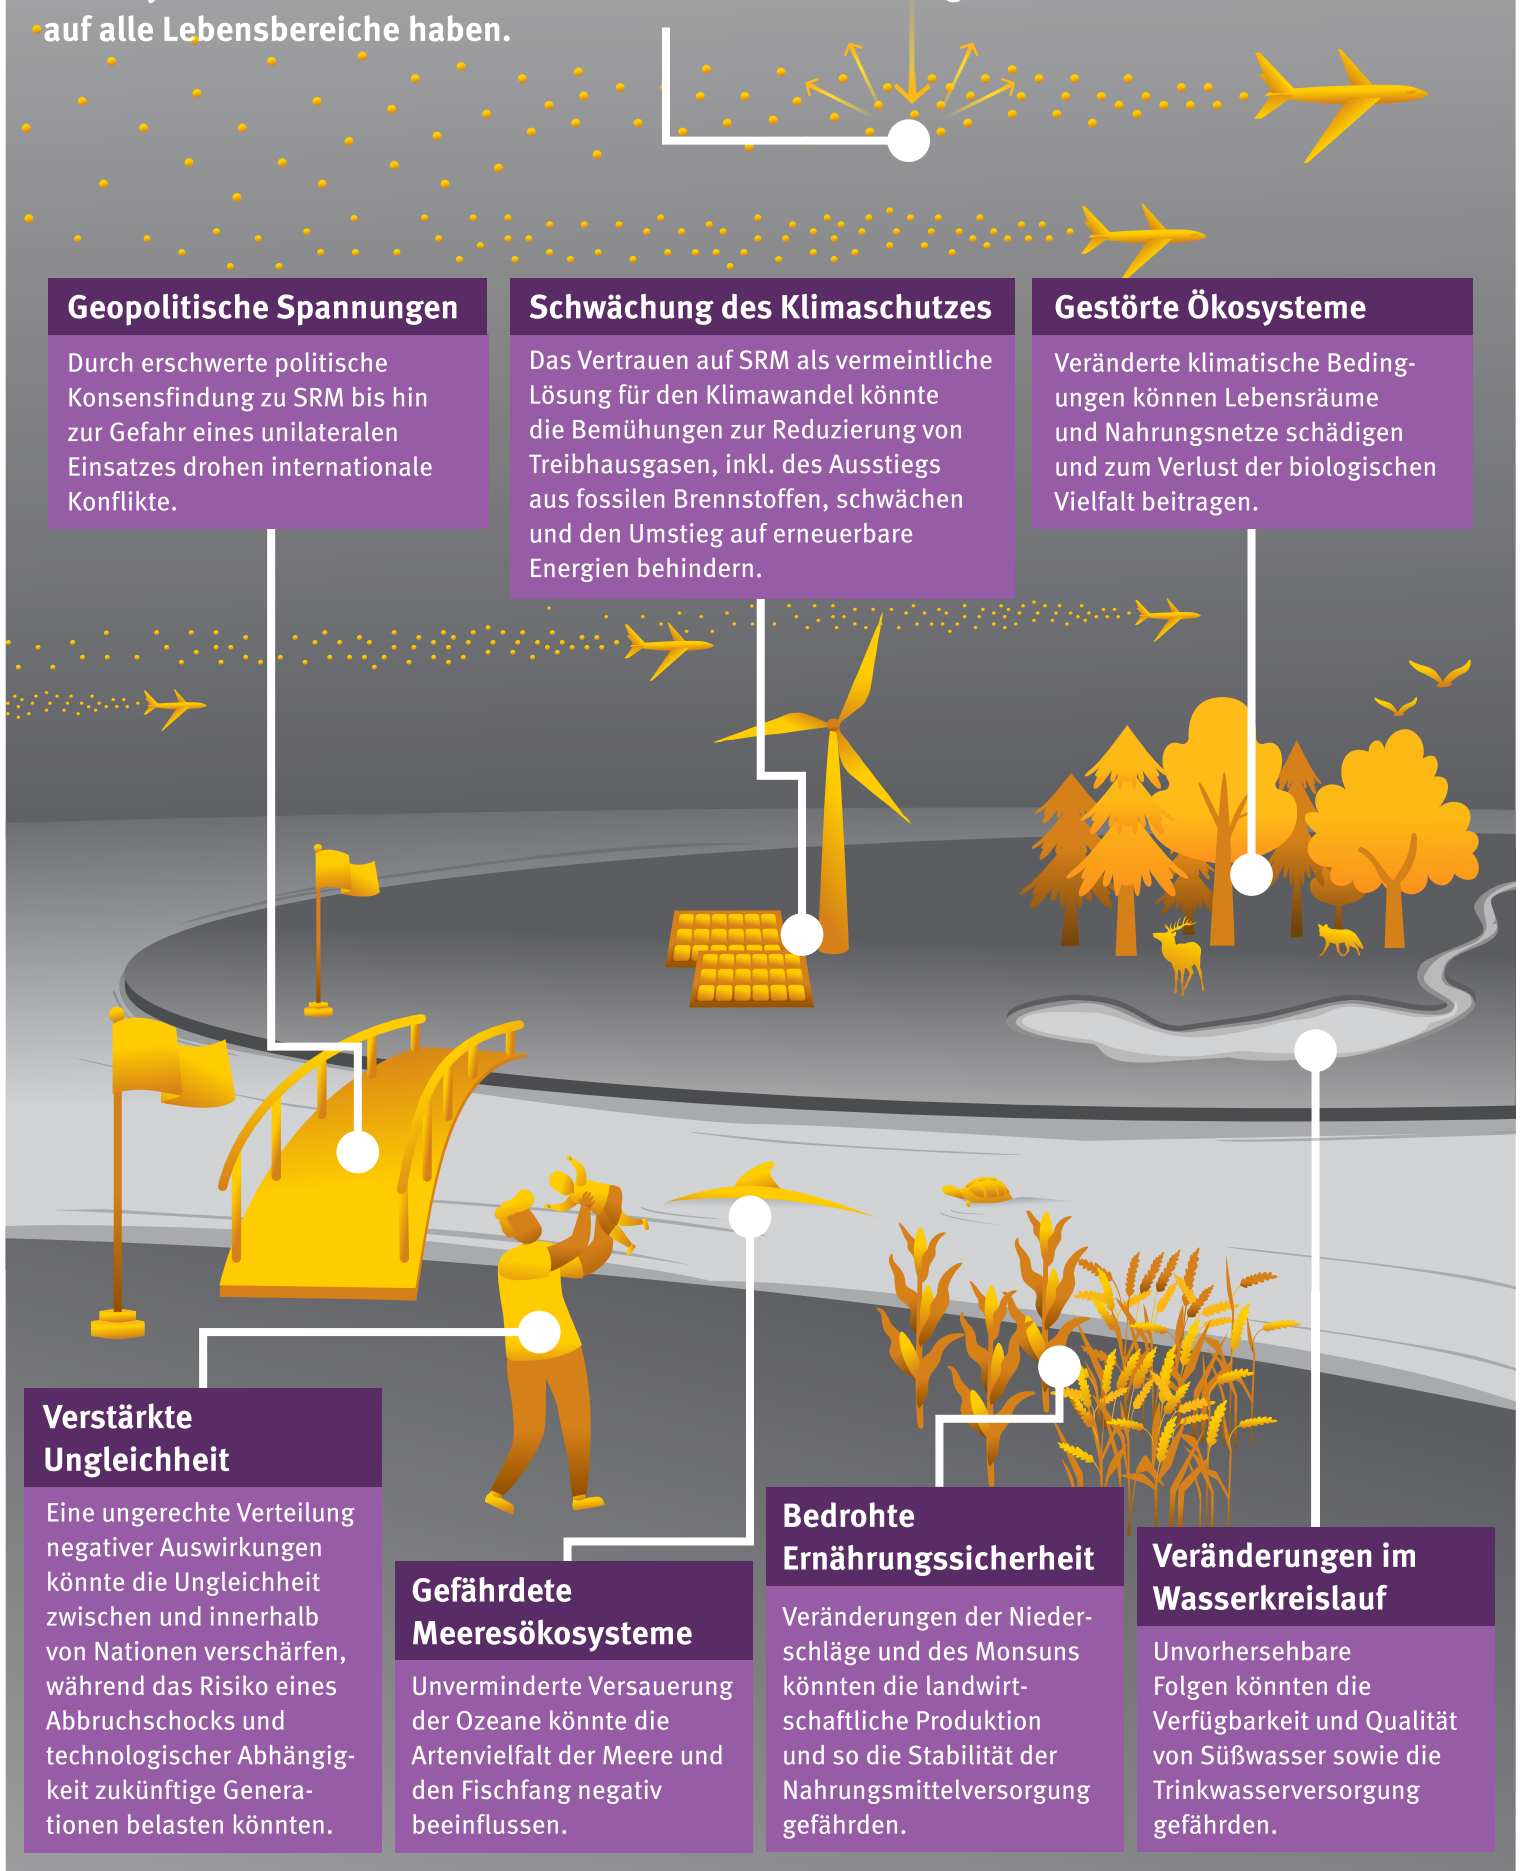 auf alle Lebensbereiche haben.
Geopolitische Spannungen
Durch erschwerte politische
Konsensfindung zu SRM bis hin
zur Gefahr eines unilateralen
Einsatzes drohen internationale
Konflikte.
Schwächung des Klimaschutzes
Das Vertrauen auf SRM als vermeintliche
Lösung für den Klimawandel könnte
die Bemühungen zur Reduzierung von
Treibhausgasen, inkl. des Ausstiegs
aus fossilen Brennstoffen, schwächen
und den Umstieg auf erneuerbare
Energien behindern.
Gestörte Ökosysteme
Veränderte klimatische Beding-
ungen können Lebensräume
und Nahrungsnetze schädigen
und zum Verlust der biologischen
Vielfalt beitragen.
Verstärkte
Ungleichheit
Eine ungerechte Verteilung
negativer Auswirkungen
könnte die Ungleichheit
zwischen und innerhalb
von Nationen verschärfen,
während das Risiko eines
Abbruchschocks und
technologischer Abhängig-
keit zukünftige Genera-
tionen belasten könnten.
Gefährdete
Meeresökosysteme
Unverminderte Versauerung
der Ozeane könnte die
Artenvielfalt der Meere und
den Fischfang negativ
beeinflussen.
Bedrohte
Ernährungssicherheit
Veränderungen der Nieder-
schläge und des Monsuns
könnten die landwirt-
schaftliche Produktion
und so die Stabilität der
Nahrungsmittelversorgung
gefährden.
Veränderungen im
Wasserkreislauf
Unvorhersehbare
Folgen könnten die
Verfügbarkeit und Qualität
von Süßwasser sowie die
Trinkwasserversorgung
gefährden.